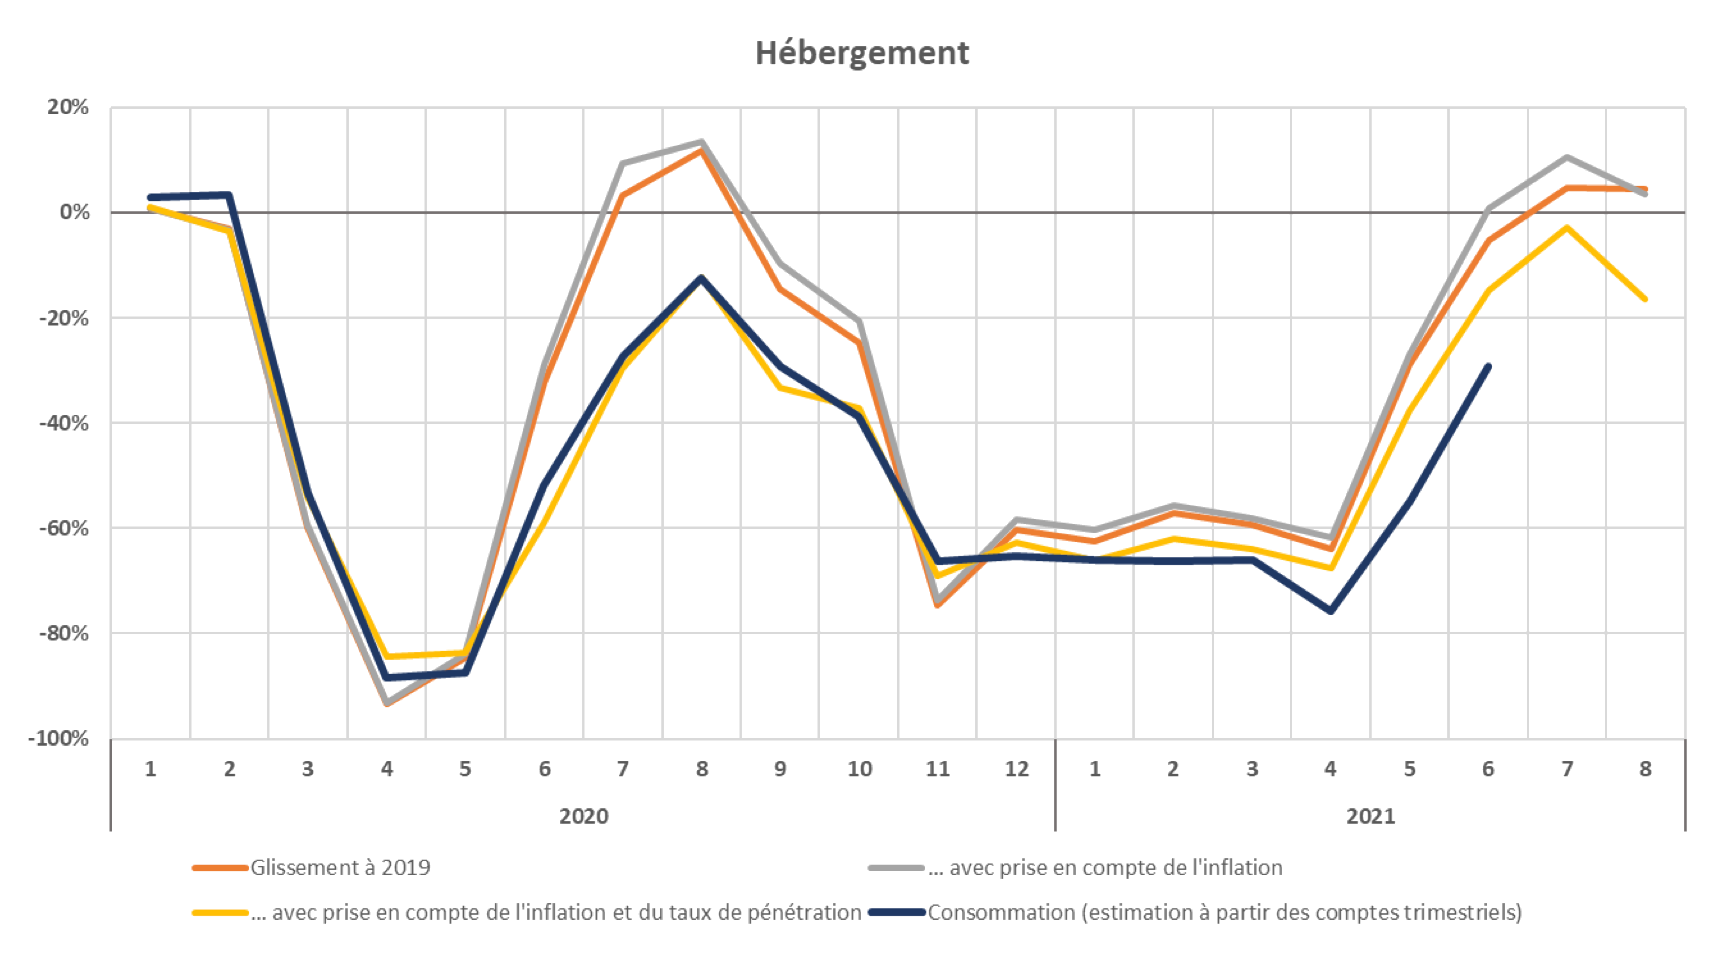 Hébergement
20%
0%
-20%
-40%
-60%
-80%
-100%
1 2 3 4 5 6 7 8 9 10 11 12 1 2 3 4 5 6 7 8
2020 2021
Glissement à 2019 ... avec prise en compte de l'inflation
... avec prise en compte de l'inflation et du taux de pénétration Consommation (estimation à partir des comptes trimestriels)